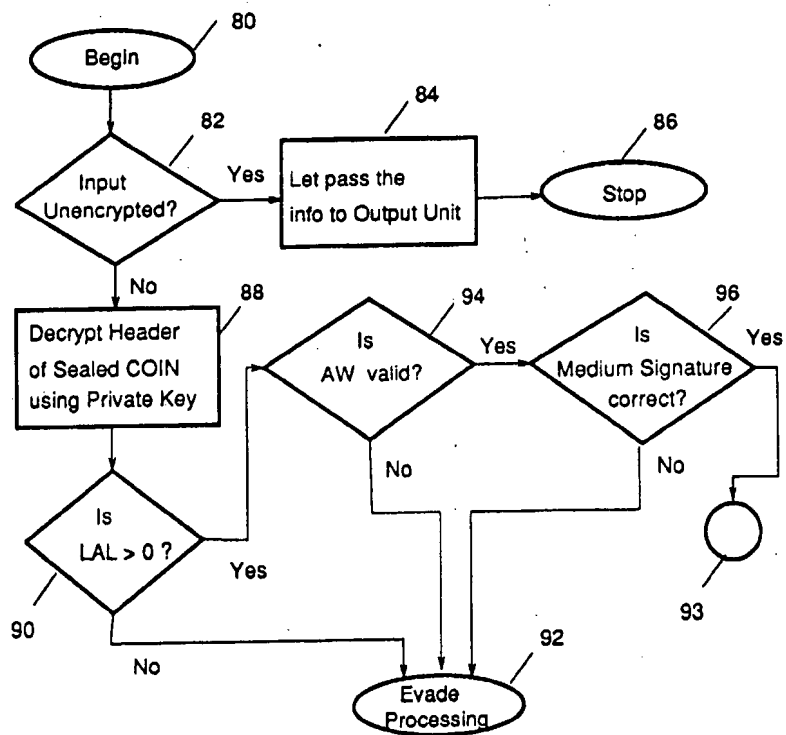 80
Begin
82
Input
Unencrypted?
Yes
84
Let pass the
info to Output Unit
86
Stop
No
88
Decrypt Header
of Sealed COIN
using Private Key
94
Is
AW valid?
Yes
96
Is
Medium Signature
correct?
Yes
No
No
93
Is
LAL > 0 ?
Yes
90
No
92
Evade
Processing